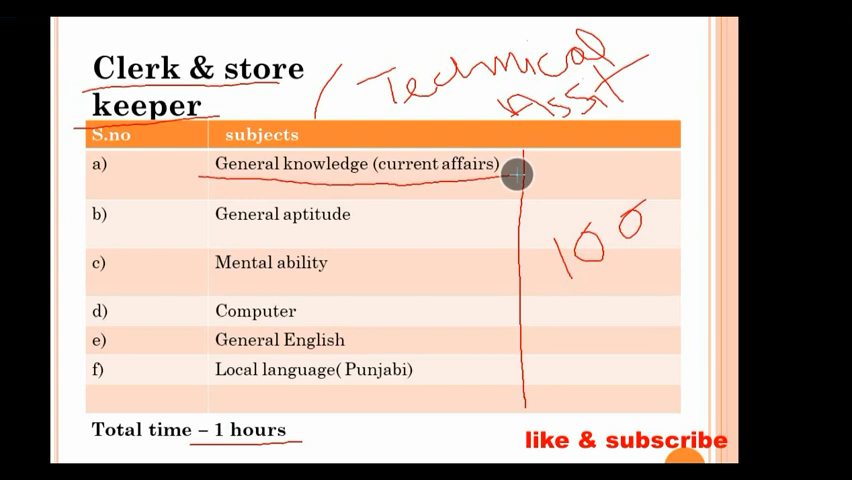 Clerk & store
keeper
(Technical
Assit
S.no subjects
a) General knowledge (current affairs)
b) General aptitude
100
c) Mental ability
d) Computer
e) General English
f) Local language( Punjabi)
Total time – 1 hours
like & subscribe